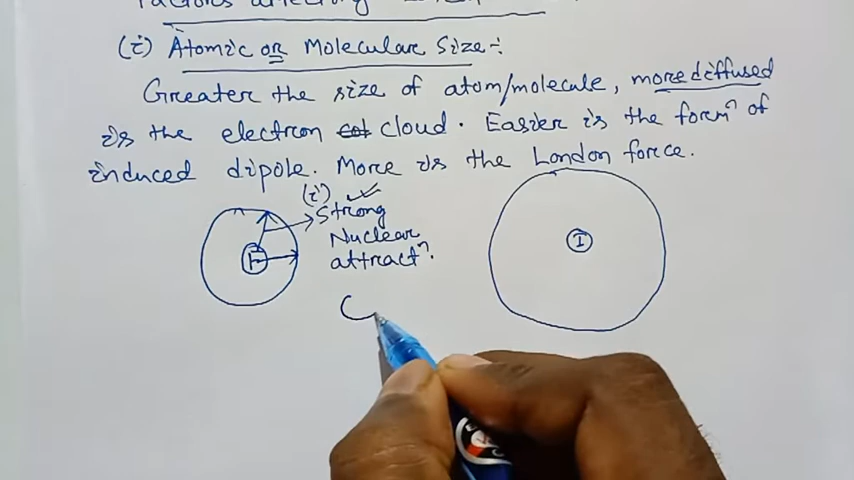 (i) Atomic or Molecular Size :-
Greater the size of atom/molecule, more diffused
is the electron cloud. Easier is the formⁿ of
induced dipole. More is the London force.
(i) ✓
Strong
Nuclear
attractⁿ.
F
I
C